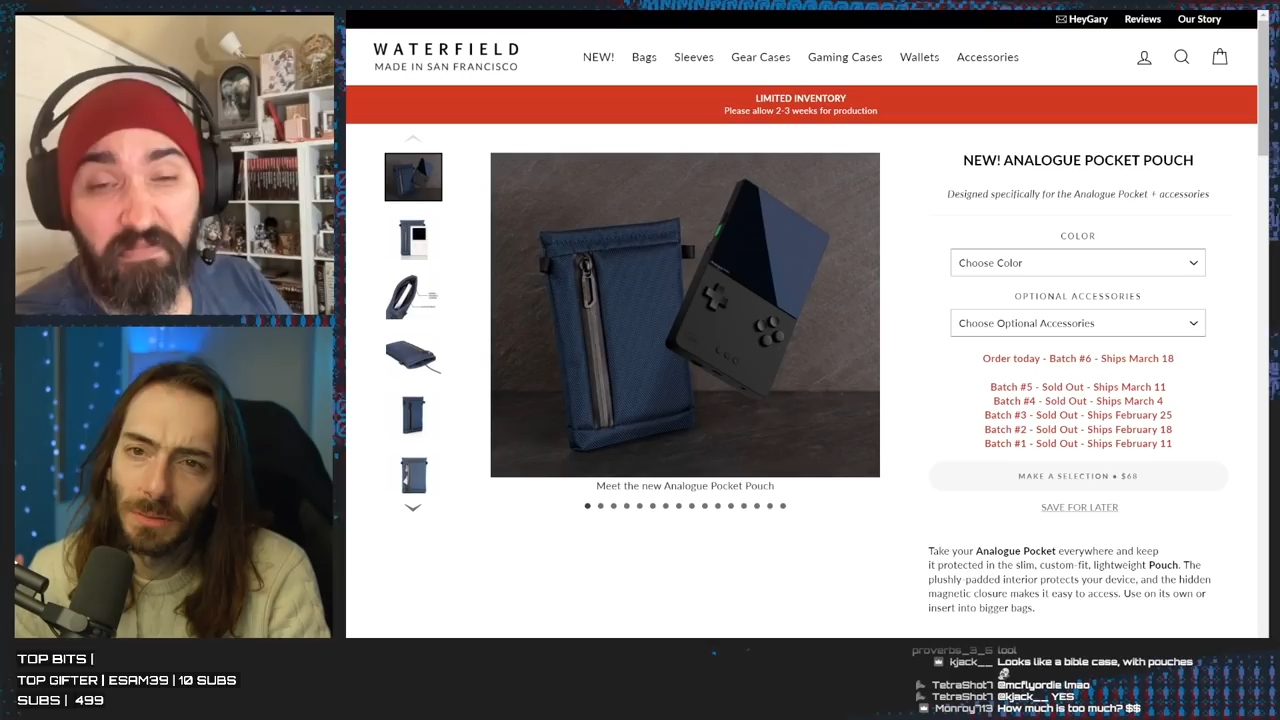 HeyGary Reviews Our Story
WATERFIELD
MADE IN SAN FRANCISCO
NEW! Bags Sleeves Gear Cases Gaming Cases Wallets Accessories
LIMITED INVENTORY
Please allow 2-3 weeks for production
NEW! ANALOGUE POCKET POUCH
Designed specifically for the Analogue Pocket + accessories
COLOR
Choose Color
OPTIONAL ACCESSORIES
Choose Optional Accessories
Order today - Batch #6 - Ships March 18
Batch #5 - Sold Out - Ships March 11
Batch #4 - Sold Out - Ships March 4
Batch #3 - Sold Out - Ships February 25
Batch #2 - Sold Out - Ships February 18
Batch #1 - Sold Out - Ships February 11
MAKE A SELECTION • $68
SAVE FOR LATER
Meet the new Analogue Pocket Pouch
Take your Analogue Pocket everywhere and keep
it protected in the slim, custom-fit, lightweight Pouch. The
plushly-padded interior protects your device, and the hidden
magnetic closure makes it easy to access. Use on its own or
insert into bigger bags.
TOP BITS |
TOP GIFTER | ESAM39 | 10 SUBS
SUBS | 499
proverbs_3_6 lool
kjack__ Looks like a bible case, with pouches
TetraShot7 @mcflyordie lmao
TetraShot7 @kjack__ YES
Monroy713 How much is too much? $$